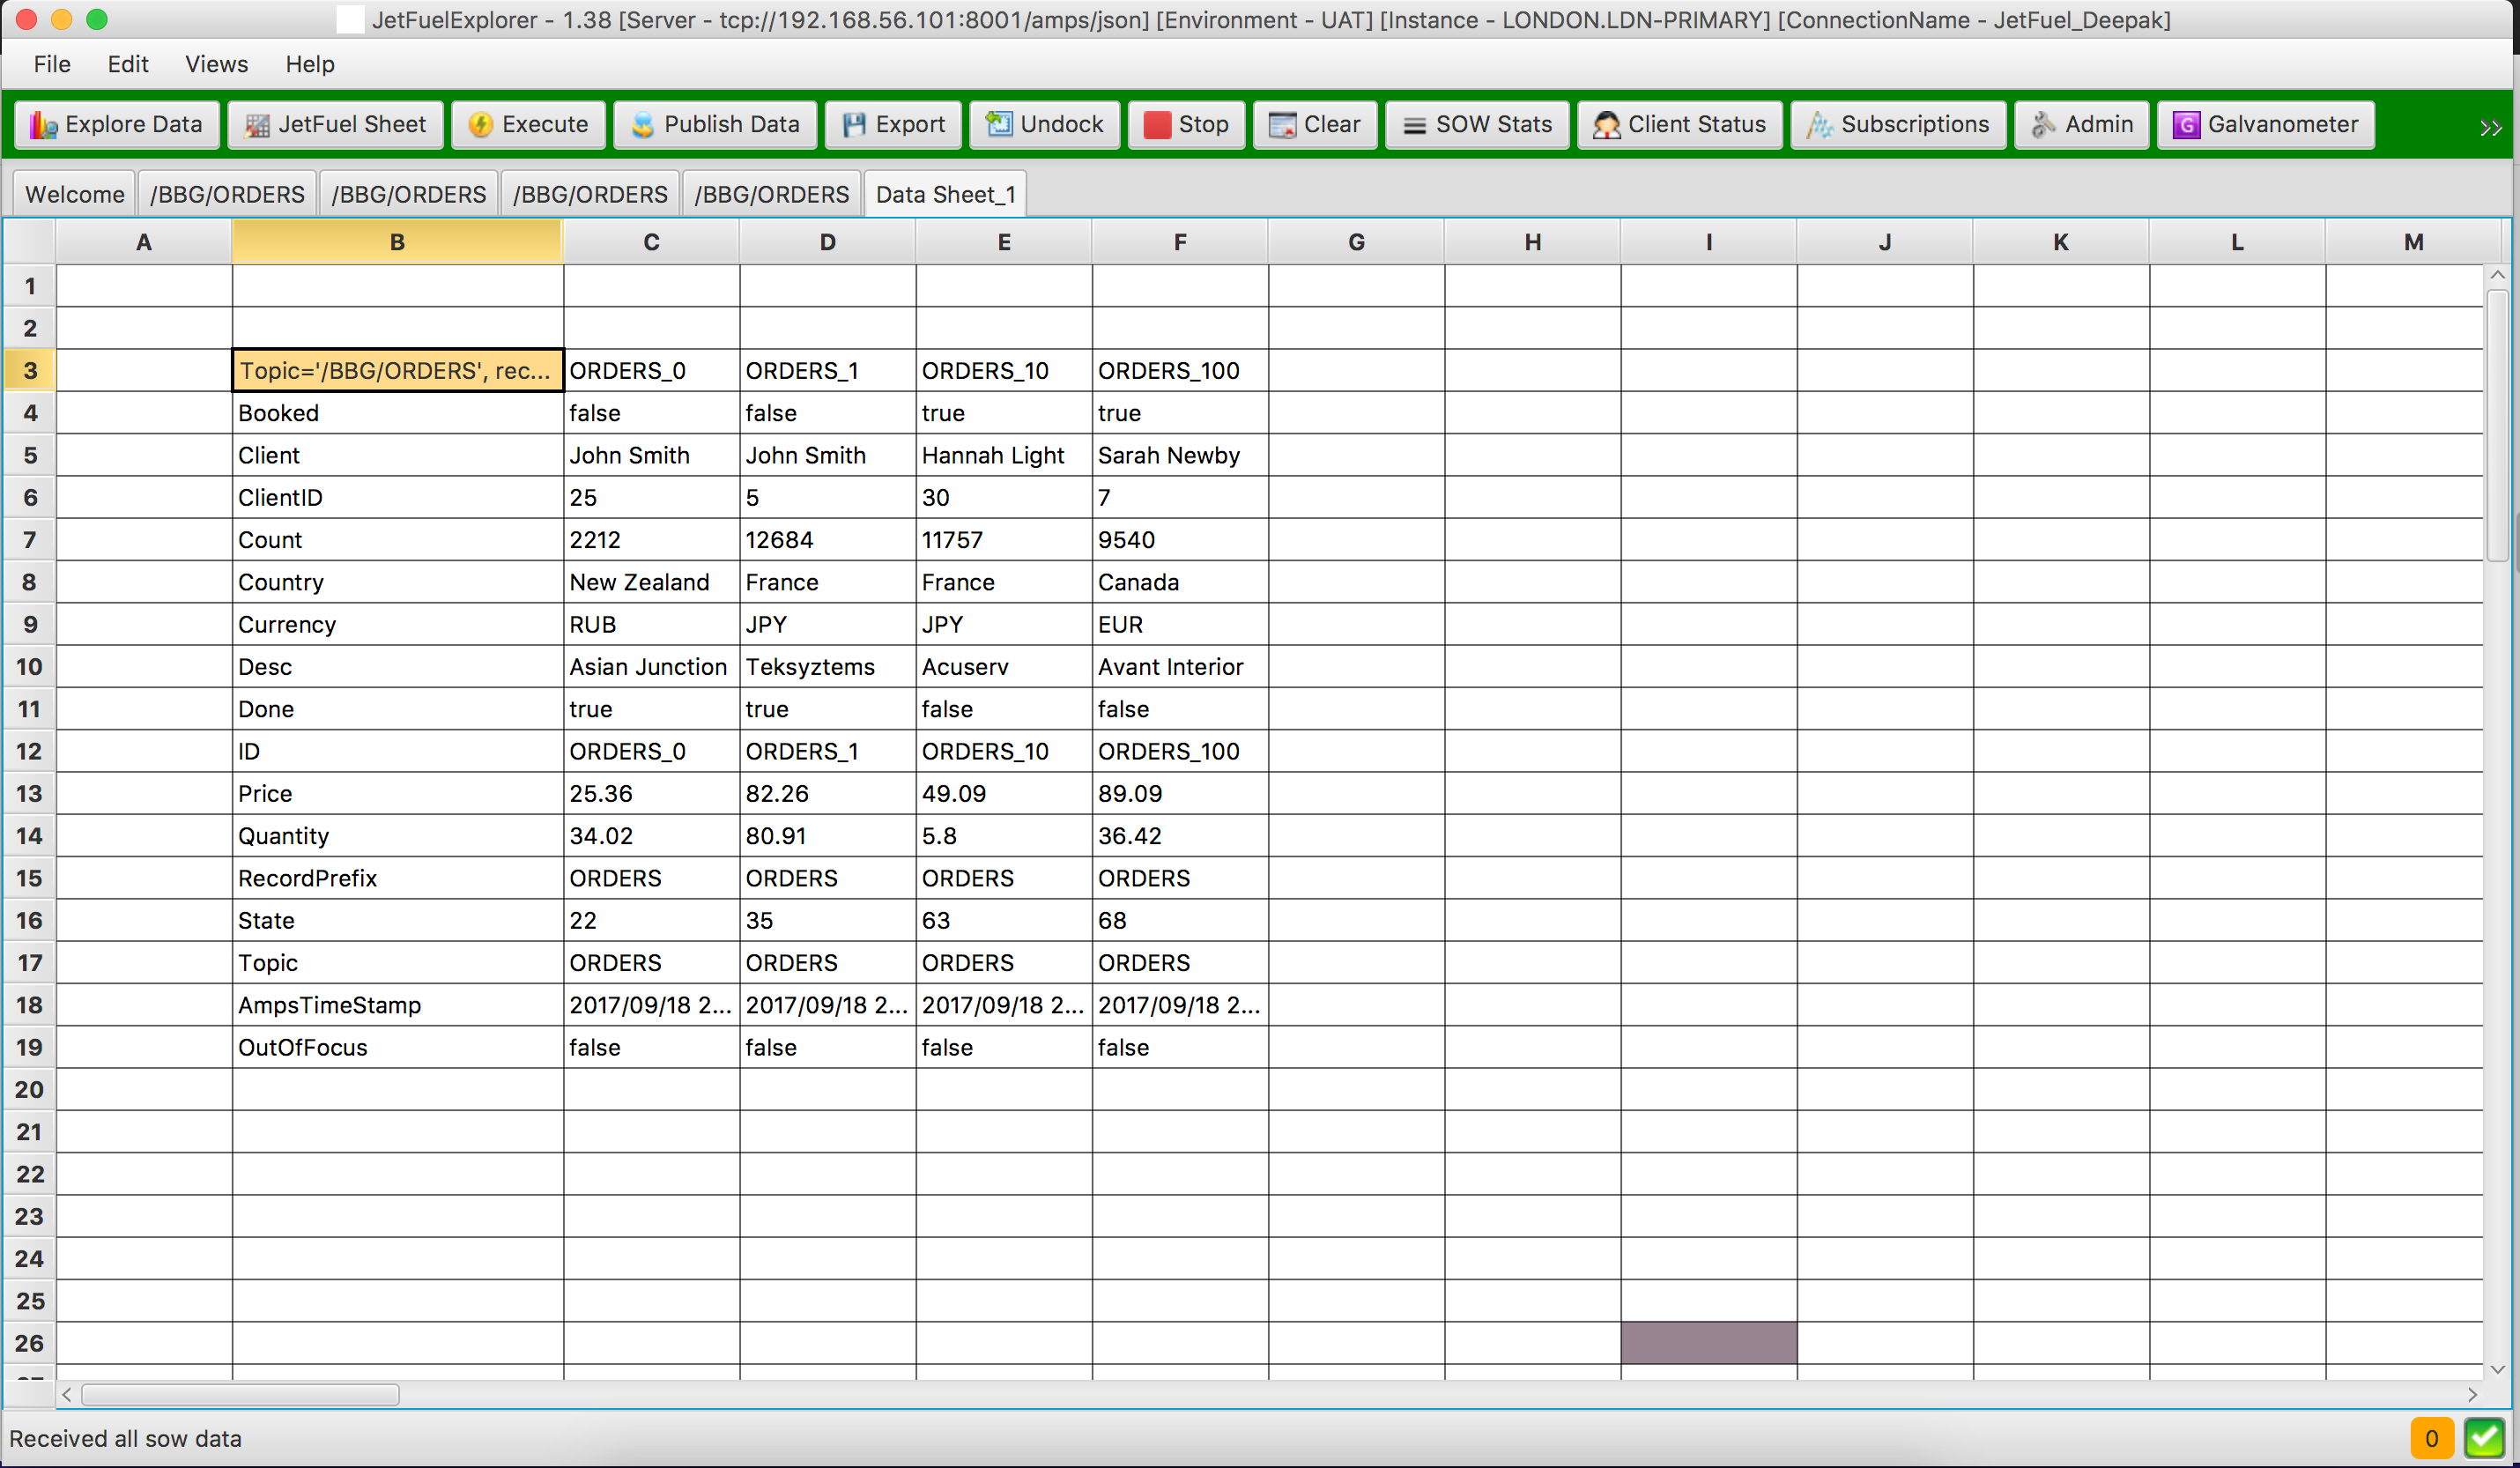 JetFuelExplorer - 1.38 [Server - tcp://192.168.56.101:8001/amps/json] [Environment - UAT] [Instance - LONDON.LDN-PRIMARY] [ConnectionName - JetFuel_Deepak]
File Edit Views Help
Explore Data JetFuel Sheet Execute Publish Data Export Undock Stop Clear SOW Stats Client Status Subscriptions Admin G Galvanometer »
Welcome /BBG/ORDERS /BBG/ORDERS /BBG/ORDERS /BBG/ORDERS Data Sheet_1
A B C D E F G H I J K L M
1
2
3 Topic='/BBG/ORDERS', rec... ORDERS_0 ORDERS_1 ORDERS_10 ORDERS_100
4 Booked false false true true
5 Client John Smith John Smith Hannah Light Sarah Newby
6 ClientID 25 5 30 7
7 Count 2212 12684 11757 9540
8 Country New Zealand France France Canada
9 Currency RUB JPY JPY EUR
10 Desc Asian Junction Teksyztems Acuserv Avant Interior
11 Done true true false false
12 ID ORDERS_0 ORDERS_1 ORDERS_10 ORDERS_100
13 Price 25.36 82.26 49.09 89.09
14 Quantity 34.02 80.91 5.8 36.42
15 RecordPrefix ORDERS ORDERS ORDERS ORDERS
16 State 22 35 63 68
17 Topic ORDERS ORDERS ORDERS ORDERS
18 AmpsTimeStamp 2017/09/18 2... 2017/09/18 2... 2017/09/18 2... 2017/09/18 2...
19 OutOfFocus false false false false
20
21
22
23
24
25
26
Received all sow data 0